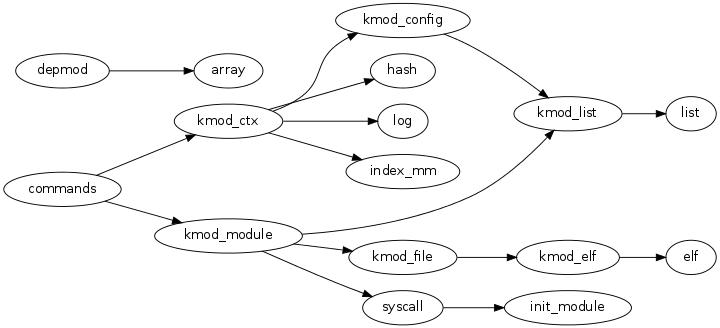 kmod_config
depmod
array
hash
kmod_ctx
log
kmod_list
list
index_mm
commands
kmod_module
kmod_file
kmod_elf
elf
syscall
init_module